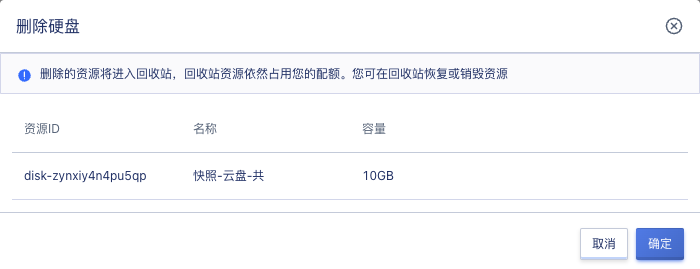 删除硬盘
删除的资源将进入回收站，回收站资源依然占用您的配额。您可在回收站恢复或销毁资源
资源ID 名称 容量
disk-zynxiy4n4pu5qp 快照-云盘-共 10GB
取消 确定